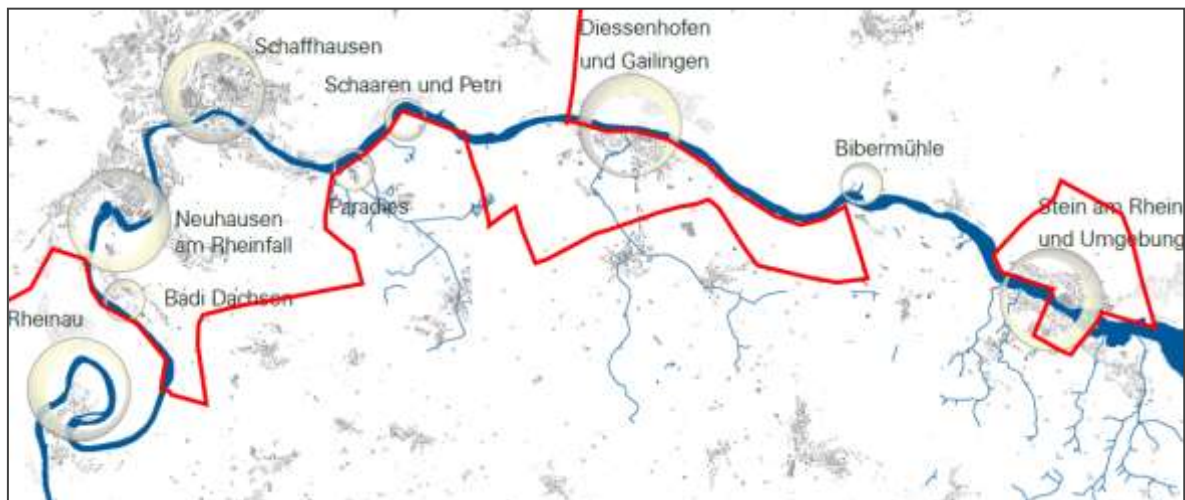 Schaffhausen
Diessenhofen
und Gailingen
Schaaren und Petri
Bibermühle
Paradies
Neuhausen
am Rheinfall
Stein am Rhein
und Umgebung
Badi Dachsen
Rheinau